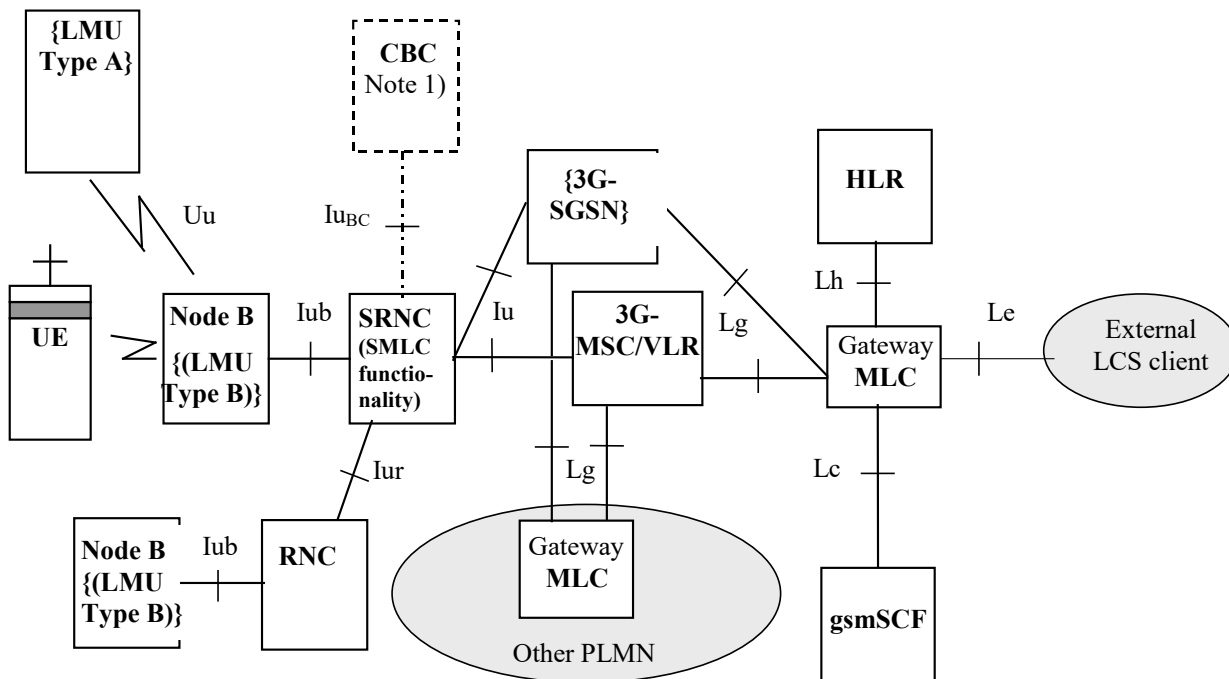 {LMU
Type A}
CBC
Note 1)
{3G-
SGSN}
HLR
Uu
IuBC
Lh
UE
Node B
{(LMU
Type B)}
Iub
SRNC
(SMLC
functio-
nality)
Iu
3G-
MSC/VLR
Lg
Gateway
MLC
Le
External
LCS client
Iur
Lg
Lc
Node B
{(LMU
Type B)}
Iub
RNC
Gateway
MLC
Other PLMN
gsmSCF